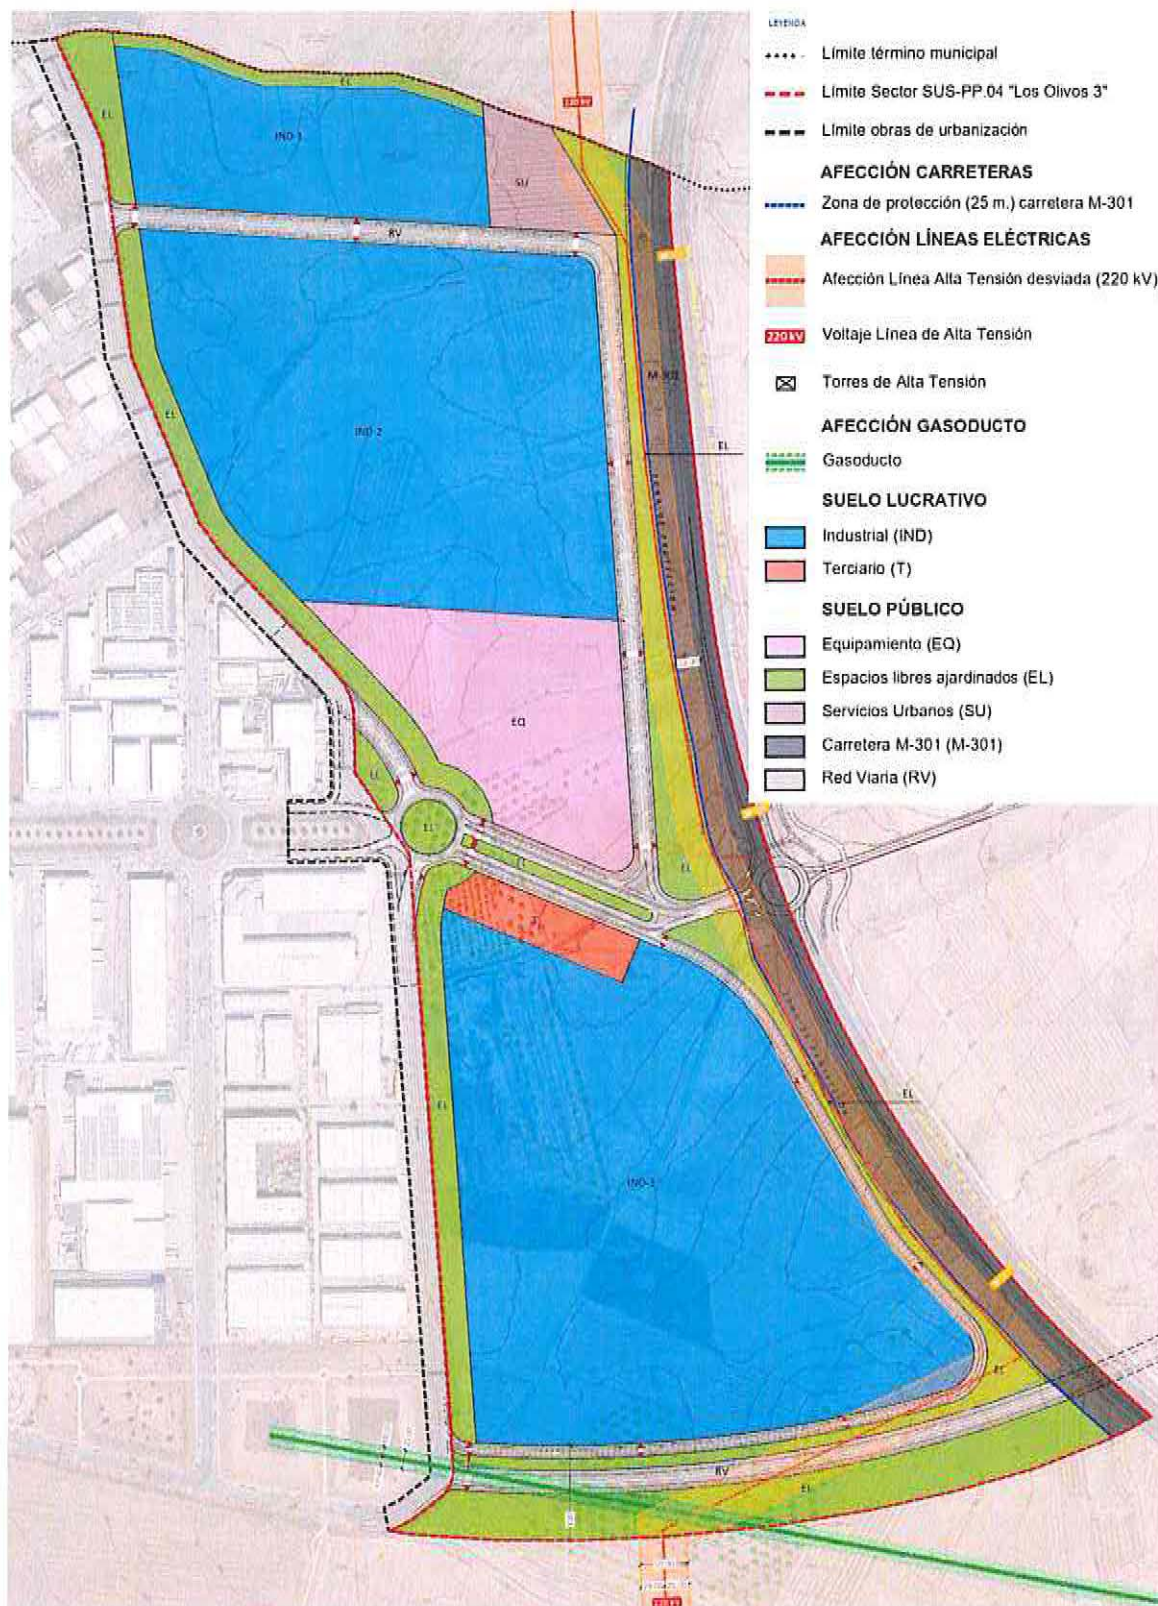 LEYENDA
Límite término municipal
Límite Sector SUS-PP.04 "Los Olivos 3"
Límite obras de urbanización
AFECCIÓN CARRETERAS
Zona de protección (25 m.) carretera M-301
AFECCIÓN LÍNEAS ELÉCTRICAS
Afección Línea Alta Tensión desviada (220 kV)
220 kV Voltaje Línea de Alta Tensión
Torres de Alta Tensión
AFECCIÓN GASODUCTO
Gasoducto
SUELO LUCRATIVO
Industrial (IND)
Terciario (T)
SUELO PÚBLICO
Equipamiento (EQ)
Espacios libres ajardinados (EL)
Servicios Urbanos (SU)
Carretera M-301 (M-301)
Red Viaria (RV)
EL
220 kV
EL
IND-1
SU
RV
M-301
EL
EL
IND-2
EQ
EL
EL
EL
EL
T
EL
EL
IND-3
EL
RV
EL
220 kV